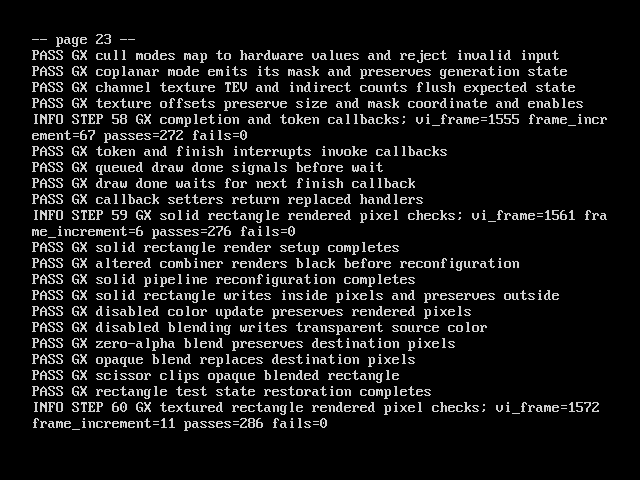 -- page 23 --
PASS GX cull modes map to hardware values and reject invalid input
PASS GX coplanar mode emits its mask and preserves generation state
PASS GX channel texture TEV and indirect counts flush expected state
PASS GX texture offsets preserve size and mask coordinate and enables
INFO STEP 58 GX completion and token callbacks; vi_frame=1555 frame_incr
ement=67 passes=272 fails=0
PASS GX token and finish interrupts invoke callbacks
PASS GX queued draw done signals before wait
PASS GX draw done waits for next finish callback
PASS GX callback setters return replaced handlers
INFO STEP 59 GX solid rectangle rendered pixel checks; vi_frame=1561 fra
me_increment=6 passes=276 fails=0
PASS GX solid rectangle render setup completes
PASS GX altered combiner renders black before reconfiguration
PASS GX solid pipeline reconfiguration completes
PASS GX solid rectangle writes inside pixels and preserves outside
PASS GX disabled color update preserves rendered pixels
PASS GX disabled blending writes transparent source color
PASS GX zero-alpha blend preserves destination pixels
PASS GX opaque blend replaces destination pixels
PASS GX scissor clips opaque blended rectangle
PASS GX rectangle test state restoration completes
INFO STEP 60 GX textured rectangle rendered pixel checks; vi_frame=1572
frame_increment=11 passes=286 fails=0